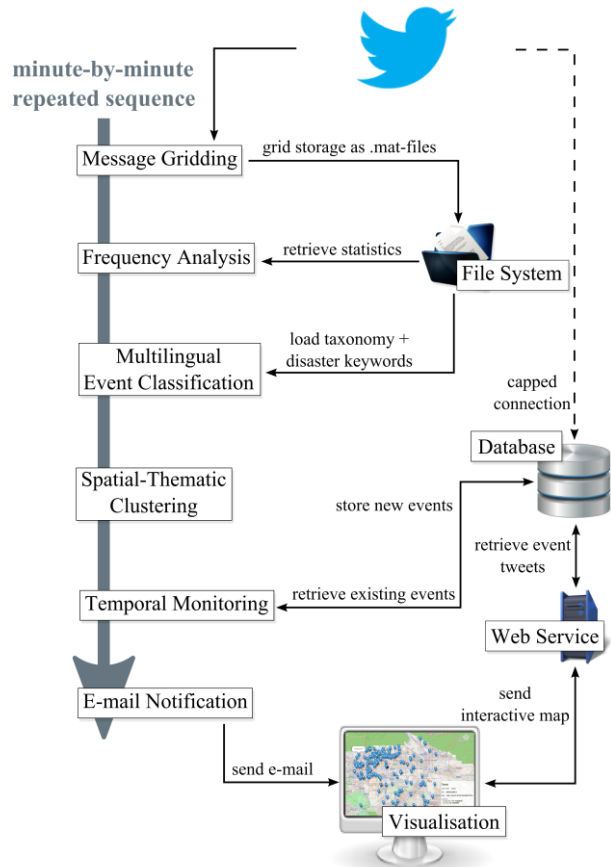 minute-by-minute
repeated sequence
Message Gridding
grid storage as .mat-files
Frequency Analysis
retrieve statistics
File System
Multilingual
Event Classification
load taxonomy +
disaster keywords
capped
connection
Database
Spatial-Thematic
Clustering
store new events
retrieve event
tweets
Temporal Monitoring
retrieve existing events
Web Service
E-mail Notification
send
interactive map
send e-mail
Visualisation